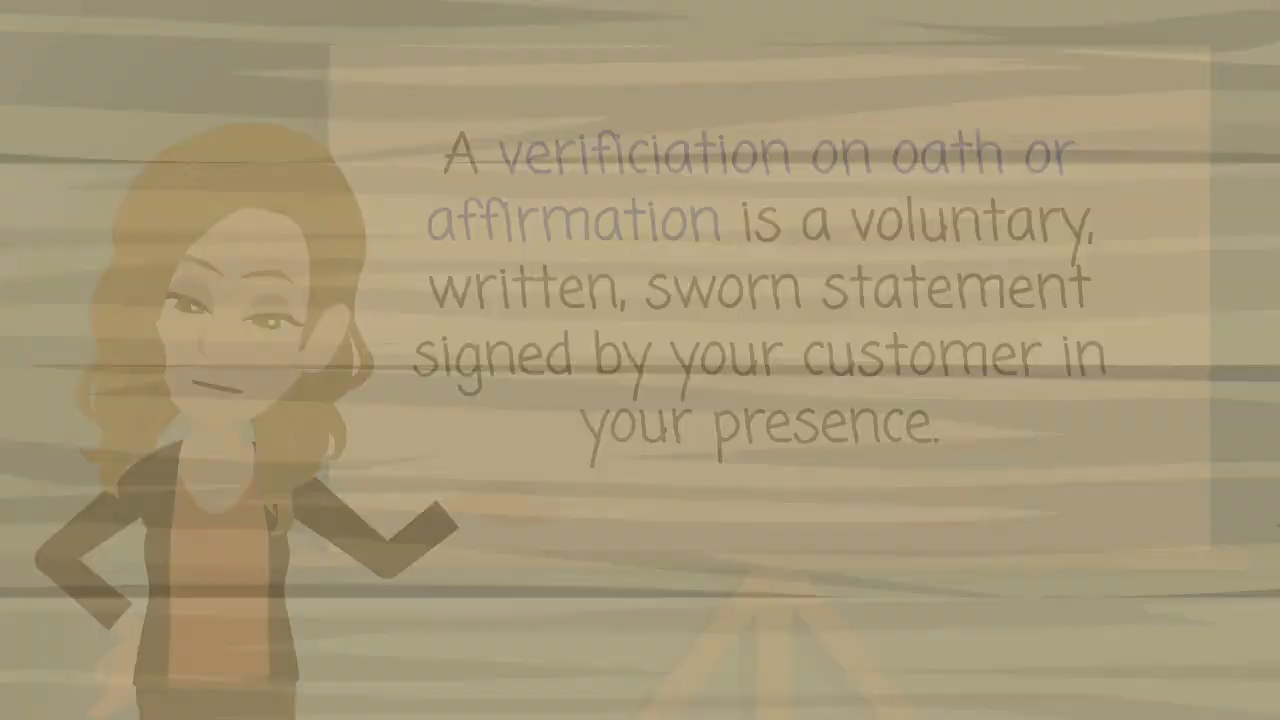 A verificiation on oath or
affirmation is a voluntary,
written, sworn statement
signed by your customer in
your presence.